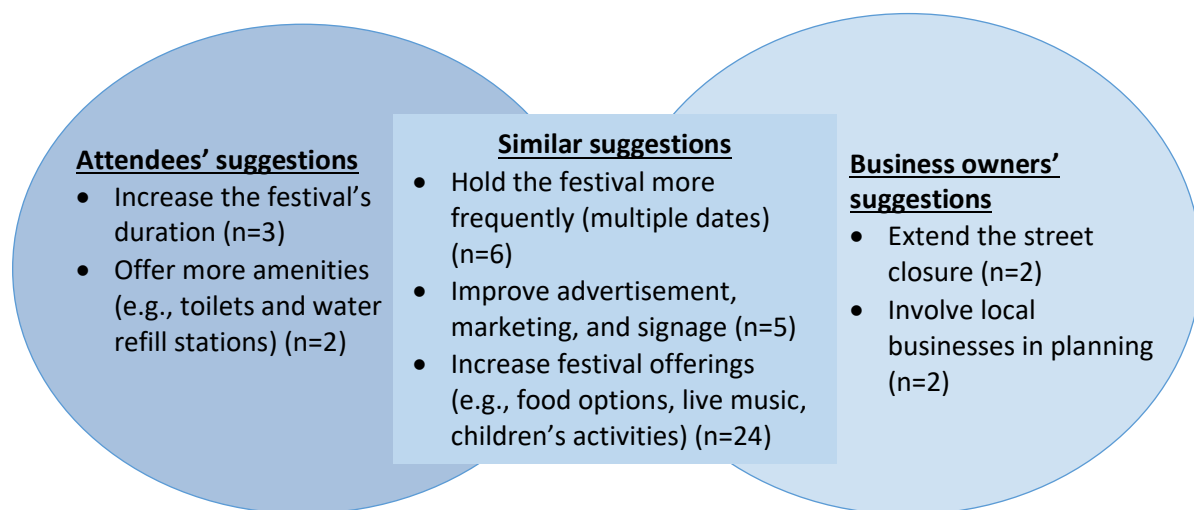 Attendees’ suggestions
• Increase the festival’s
duration (n=3)
• Offer more amenities
(e.g., toilets and water
refill stations) (n=2)
Similar suggestions
• Hold the festival more
frequently (multiple dates)
(n=6)
• Improve advertisement,
marketing, and signage (n=5)
• Increase festival offerings
(e.g., food options, live music,
children’s activities) (n=24)
Business owners’
suggestions
• Extend the street
closure (n=2)
• Involve local
businesses in planning
(n=2)